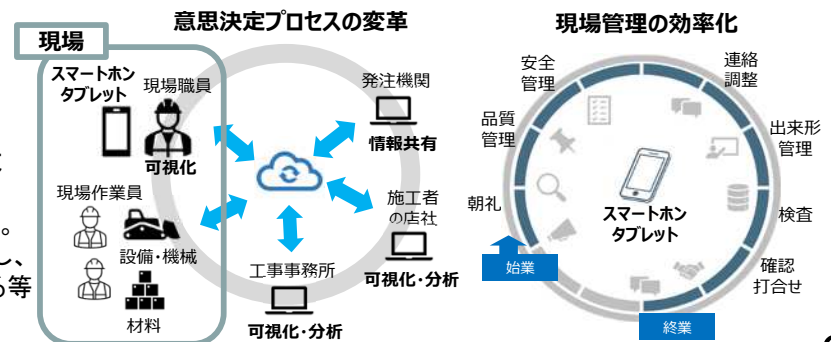 意思決定プロセスの変革
現場
スマートホン
タブレット
現場職員
可視化
現場作業員
設備・機械
材料
発注機関
情報共有
施工者
の店社
可視化・分析
工事事務所
可視化・分析
。
し、
る等
現場管理の効率化
安全
管理
連絡
調整
品質
管理
出来形
管理
朝礼
スマートホン
タブレット
検査
始業
確認
打合せ
終業